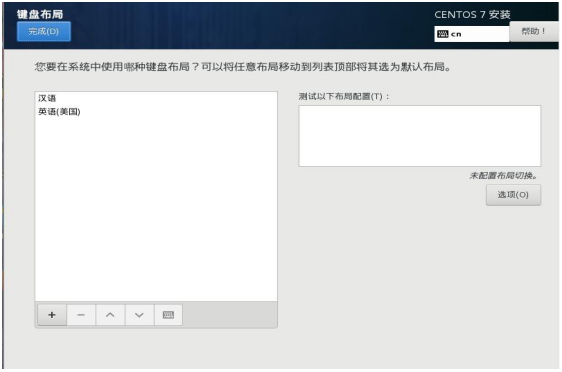 键盘布局
CENTOS 7 安装
完成(D)
cn
帮助！
您要在系统中使用哪种键盘布局？可以将任意布局移动到列表顶部将其选为默认布局。
汉语
英语(美国)
测试以下布局配置(T)：
未配置布局切换。
选项(O)